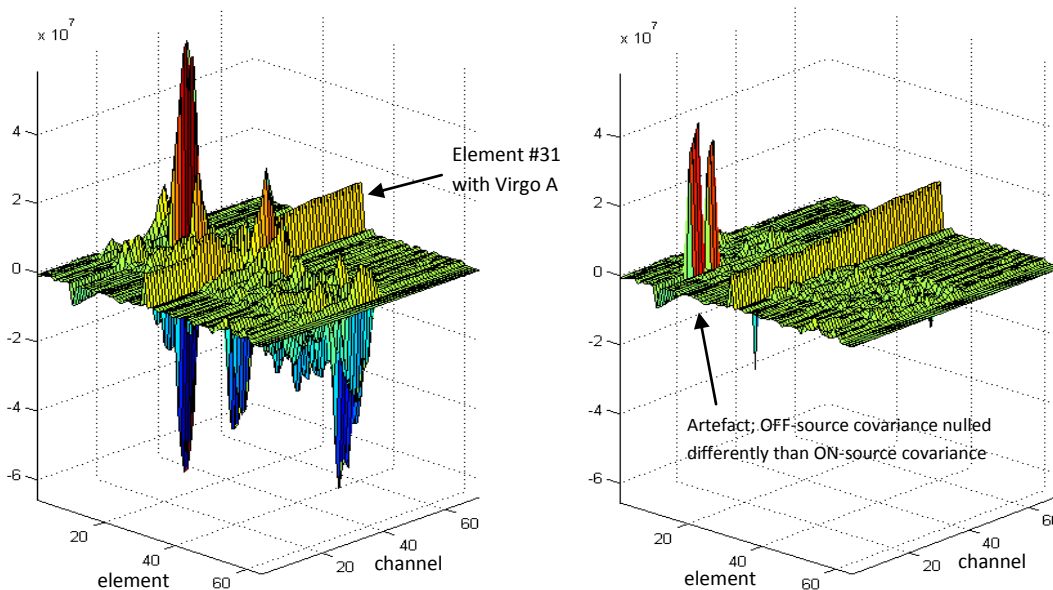 x 10^7
4
2
0
-2
-4
-6
20
40
60
element
20
40
60
channel
Element #31
with Virgo A
x 10^7
4
2
0
-2
-4
-6
20
40
60
element
20
40
60
channel
Artefact; OFF-source covariance nulled
differently than ON-source covariance